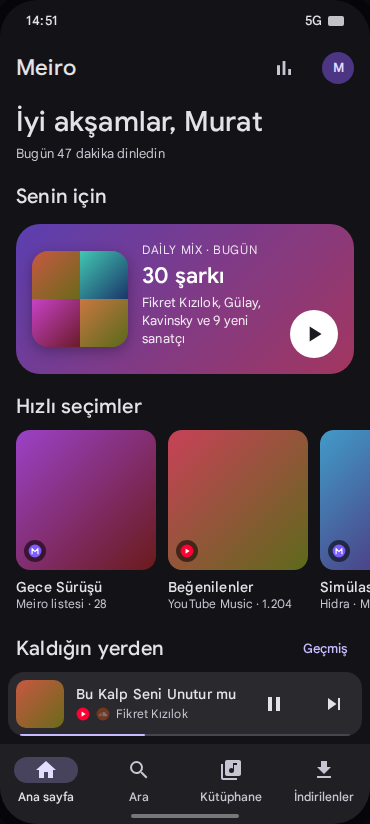 14:51
5G
Meiro
M
İyi akşamlar, Murat
Bugün 47 dakika dinledin
Senin için
DAİLY MİX · BUGÜN
30 şarkı
Fikret Kızılok, Gülay,
Kavinsky ve 9 yeni
sanatçı
Hızlı seçimler
Gece Sürüşü
Meiro listesi · 28
Beğenilenler
YouTube Music · 1.204
Simülas
Hidra · M
Kaldığın yerden
Geçmiş
Bu Kalp Seni Unutur mu
Fikret Kızılok
Ana sayfa
Ara
Kütüphane
İndirilenler